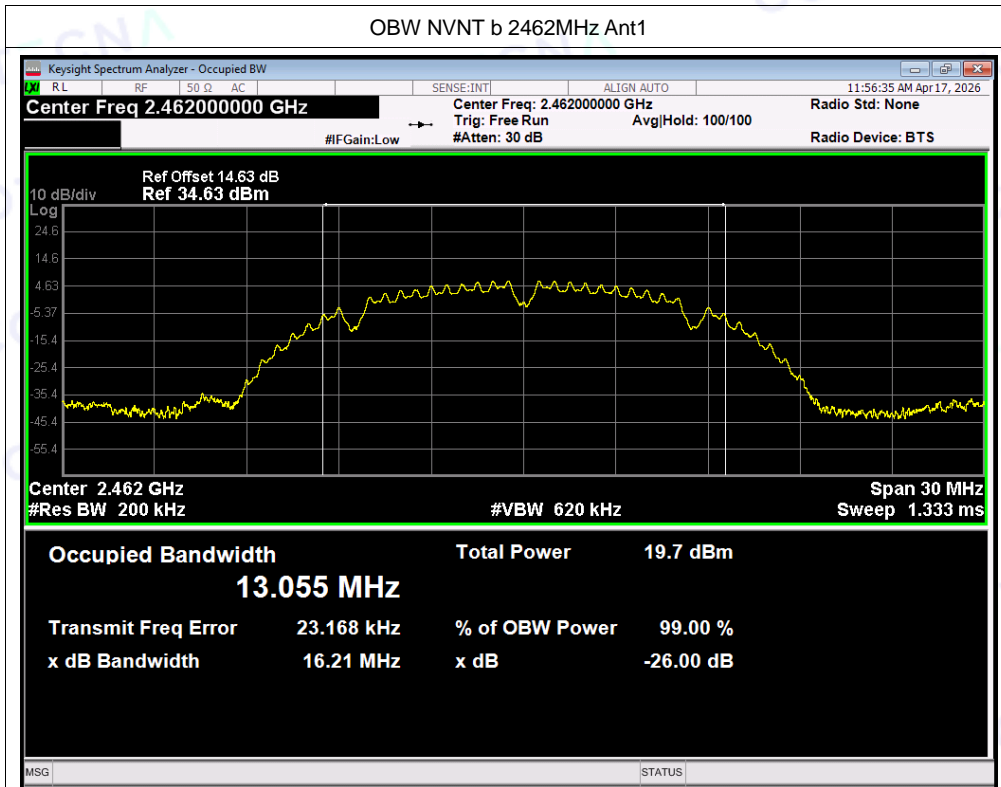 OBW NVNT b 2462MHz Ant1
Keysight Spectrum Analyzer - Occupied BW
LXI RL RF 50 Ω AC SENSE:INT ALIGN AUTO 11:56:35 AM Apr 17, 2026
Center Freq 2.462000000 GHz Center Freq: 2.462000000 GHz Radio Std: None
Trig: Free Run Avg|Hold: 100/100
#IFGain:Low #Atten: 30 dB Radio Device: BTS
Ref Offset 14.63 dB
10 dB/div Ref 34.63 dBm
Log
24.6
14.6
4.63
-5.37
-15.4
-25.4
-35.4
-45.4
-55.4
Center 2.462 GHz Span 30 MHz
#Res BW 200 kHz #VBW 620 kHz Sweep 1.333 ms
Occupied Bandwidth Total Power 19.7 dBm
13.055 MHz
Transmit Freq Error 23.168 kHz % of OBW Power 99.00 %
x dB Bandwidth 16.21 MHz x dB -26.00 dB
MSG STATUS